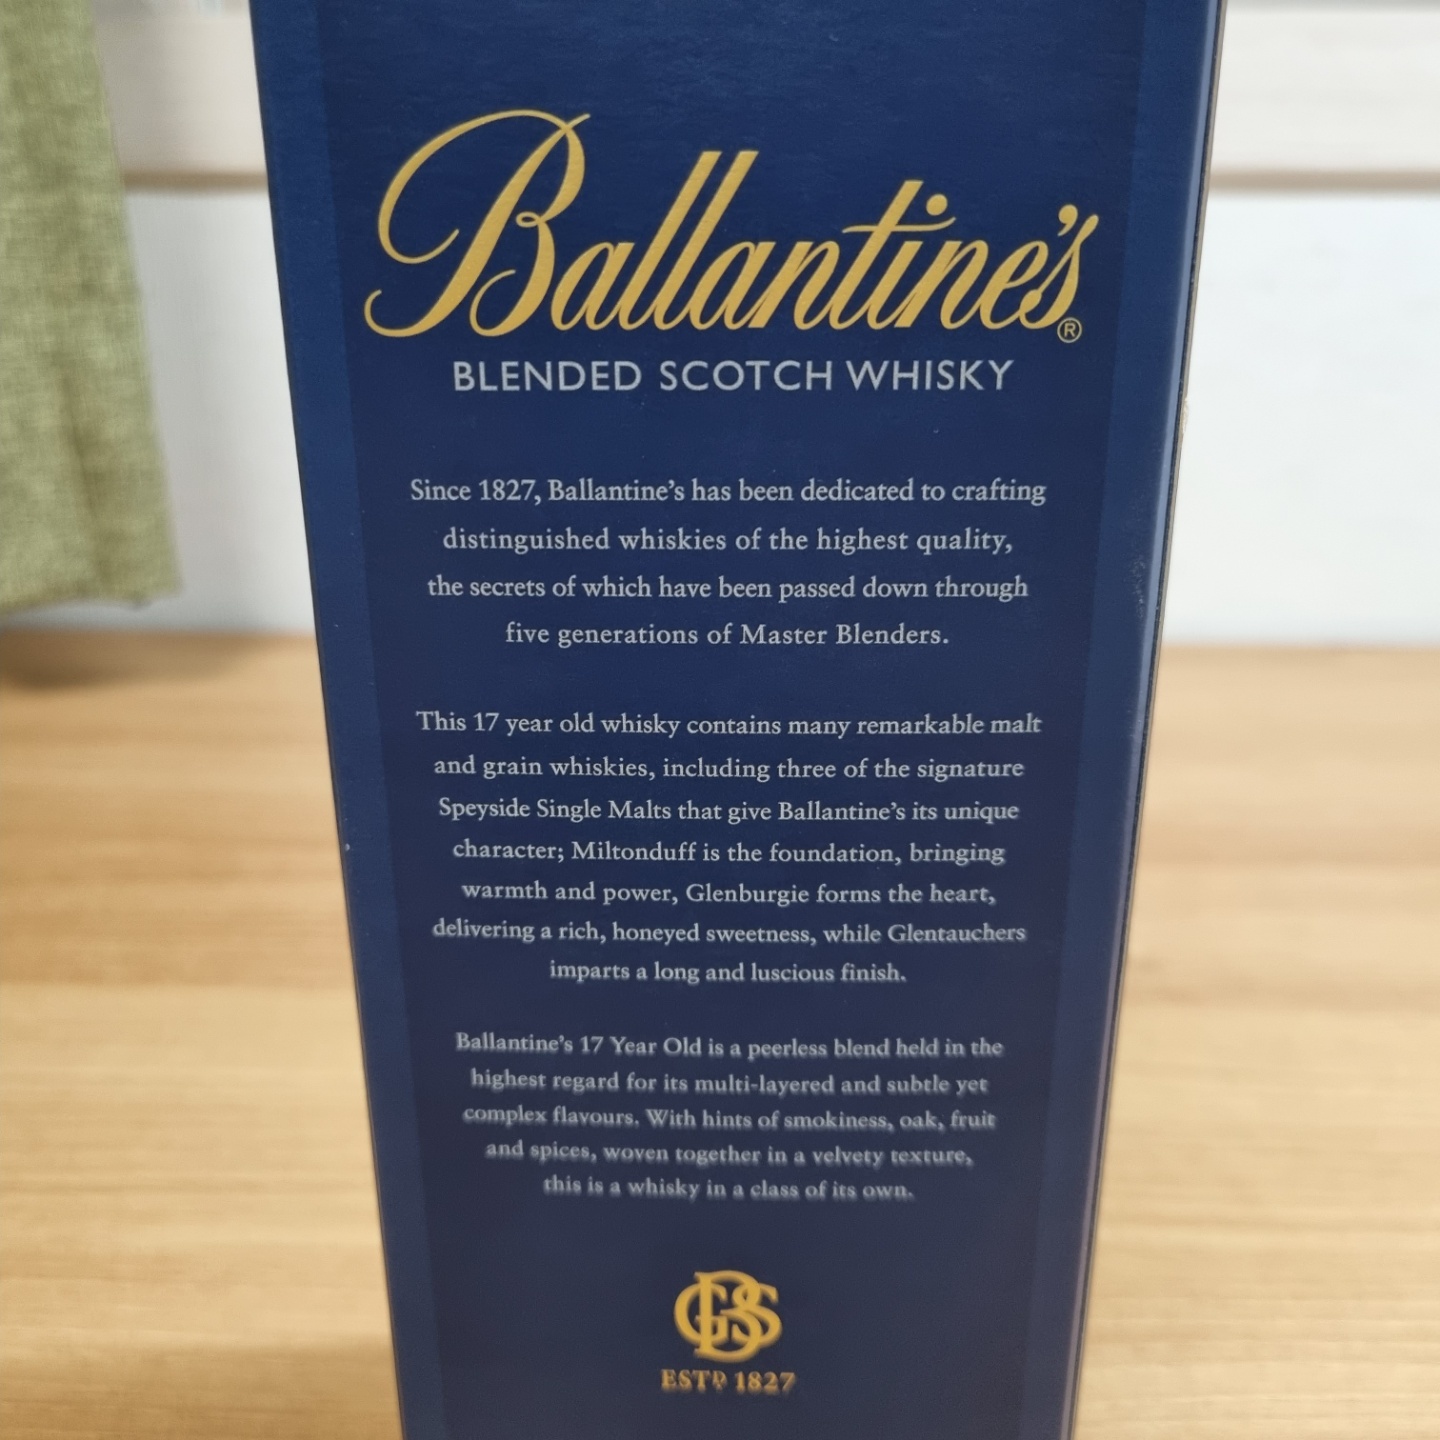 Ballantine's®
BLENDED SCOTCH WHISKY
Since 1827, Ballantine's has been dedicated to crafting
distinguished whiskies of the highest quality,
the secrets of which have been passed down through
five generations of Master Blenders.
This 17 year old whisky contains many remarkable malt
and grain whiskies, including three of the signature
Speyside Single Malts that give Ballantine's its unique
character; Miltonduff is the foundation, bringing
warmth and power, Glenburgie forms the heart,
delivering a rich, honeyed sweetness, while Glentauchers
imparts a long and luscious finish.
Ballantine's 17 Year Old is a peerless blend held in the
highest regard for its multi-layered and subtle yet
complex flavours. With hints of smokiness, oak, fruit
and spices, woven together in a velvety texture,
this is a whisky in a class of its own.
GBS
ESTD 1827